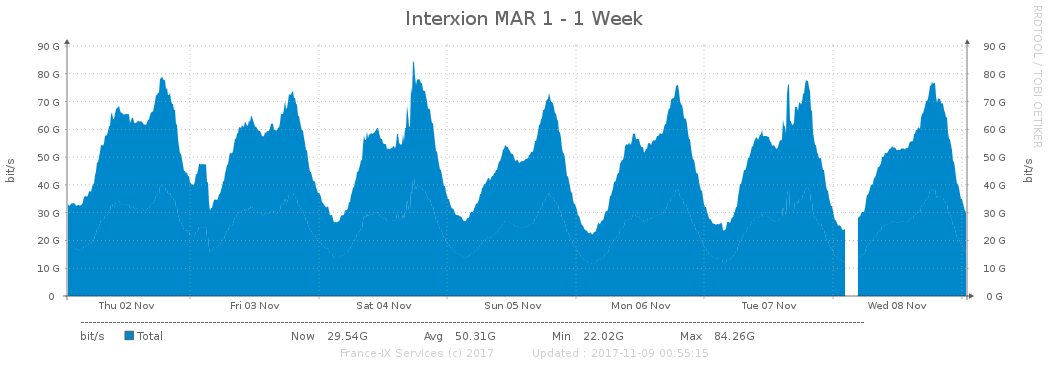 Interxion MAR 1 - 1 Week
RRDTOOL / TOBI OETIKER
bit/s
90 G
80 G
70 G
60 G
50 G
40 G
30 G
20 G
10 G
0
90 G
80 G
70 G
60 G
50 G
40 G
30 G
20 G
10 G
0 G
bit/s
Thu 02 Nov Fri 03 Nov Sat 04 Nov Sun 05 Nov Mon 06 Nov Tue 07 Nov Wed 08 Nov
bit/s Total Now 29.54G Avg 50.31G Min 22.02G Max 84.26G
France-IX Services (c) 2017 Updated : 2017-11-09 00:55:15